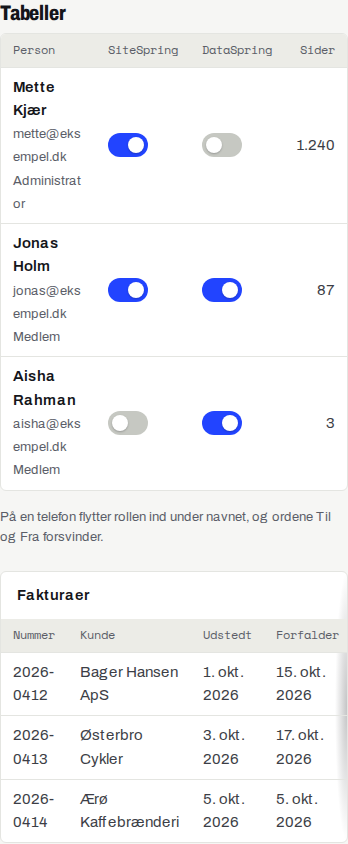 Tabeller
Person SiteSpring DataSpring Sider
Mette
Kjær
mette@eks
empel.dk
Administrat
or
1.240
Jonas
Holm
jonas@eks
empel.dk
Medlem
87
Aisha
Rahman
aisha@eks
empel.dk
Medlem
3
På en telefon flytter rollen ind under navnet, og ordene Til
og Fra forsvinder.
Fakturaer
Nummer Kunde Udstedt Forfalder
2026- Bager Hansen 1. okt. 15. okt.
0412 ApS 2026 2026
2026- Østerbro 3. okt. 17. okt.
0413 Cykler 2026 2026
2026- Ærø 5. okt. 5. okt.
0414 Kaffebrænderi 2026 2026